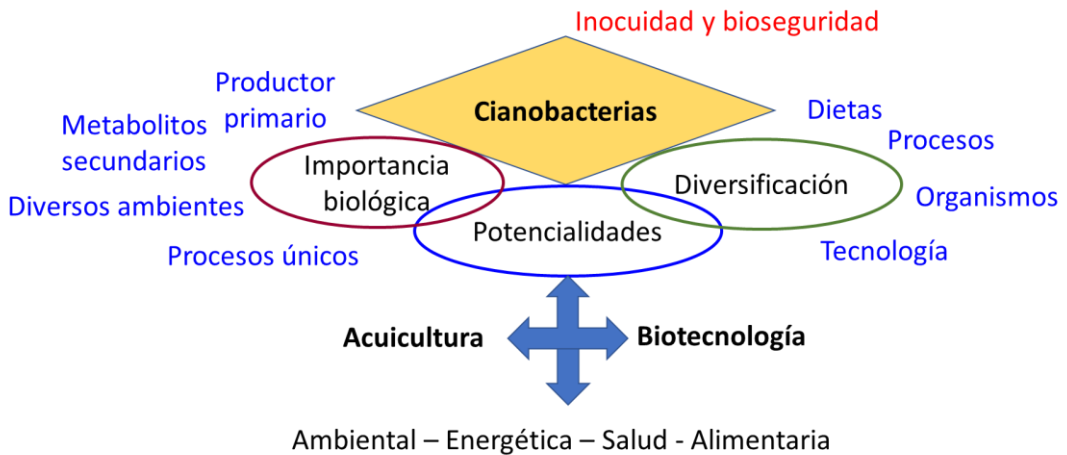 Inocuidad y bioseguridad
Cianobacterias
Productor
primario
Metabolitos
secundarios
Diversos ambientes
Procesos únicos
Importancia
biológica
Potencialidades
Diversificación
Dietas
Procesos
Organismos
Tecnología
Acuicultura
Biotecnología
Ambiental – Energética – Salud - Alimentaria